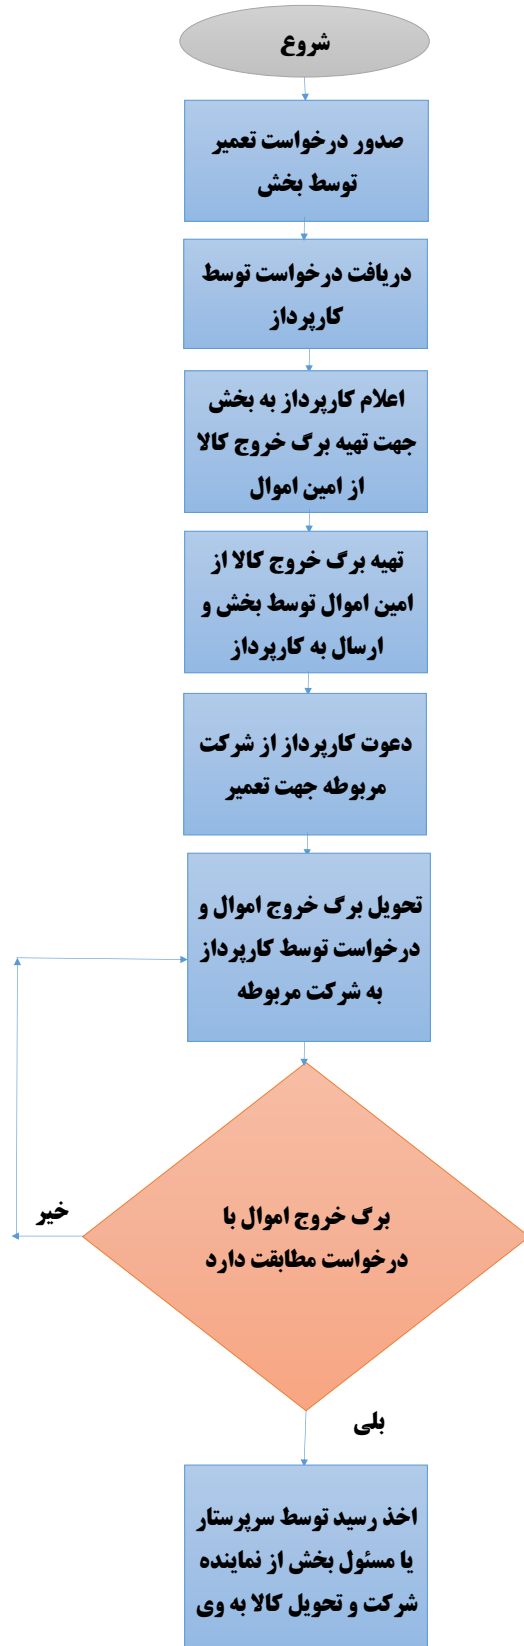 شروع
صدور درخواست تعمیر
توسط بخش
دریافت درخواست توسط
کارپرداز
اعلام کارپرداز به بخش
جهت تهیه برگ خروج کالا
از امین اموال
تهیه برگ خروج کالا از
امین اموال توسط بخش و
ارسال به کارپرداز
دعوت کارپرداز از شرکت
مربوطه جهت تعمیر
تحویل برگ خروج اموال و
درخواست توسط کارپرداز
به شرکت مربوطه
خیر
برگ خروج اموال با
درخواست مطابقت دارد
بلی
اخذ رسید توسط سرپرستار
یا مسئول بخش از نماینده
شرکت و تحویل کالا به وی